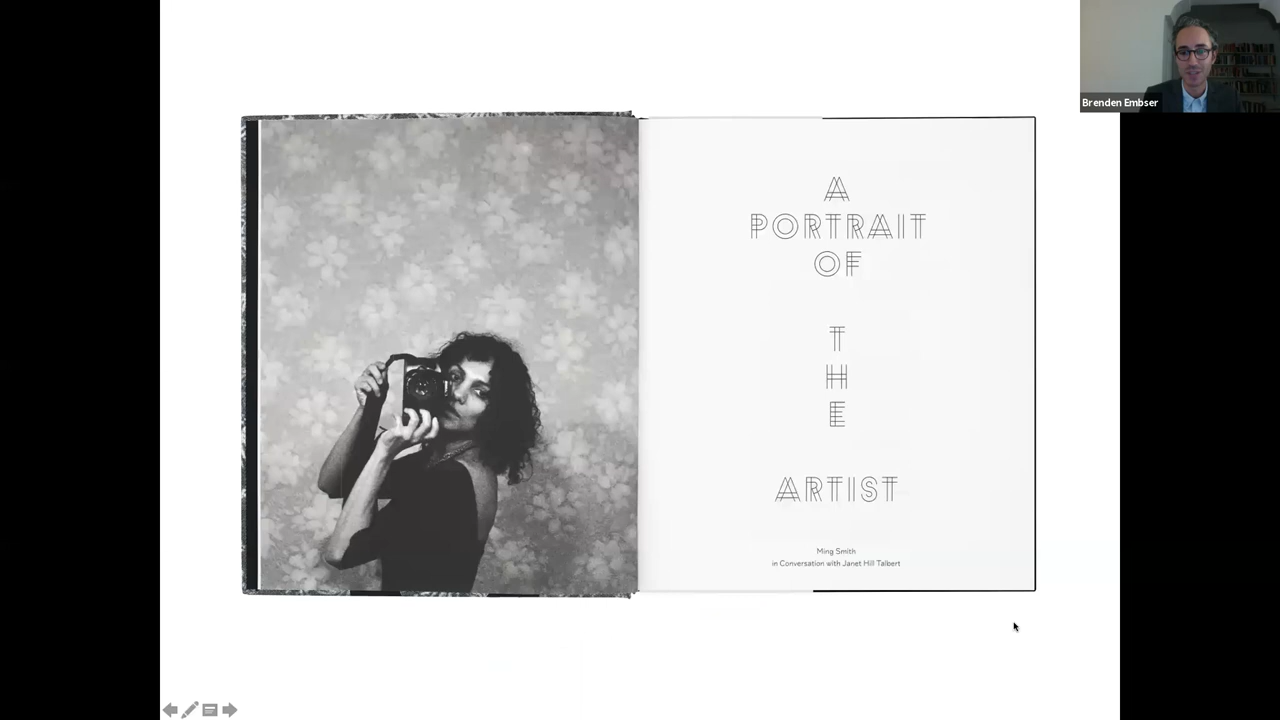 Brenden Embser
A
PORTRAIT
OF
T
H
E
ARTIST
Ming Smith
in Conversation with Janet Hill Talbert